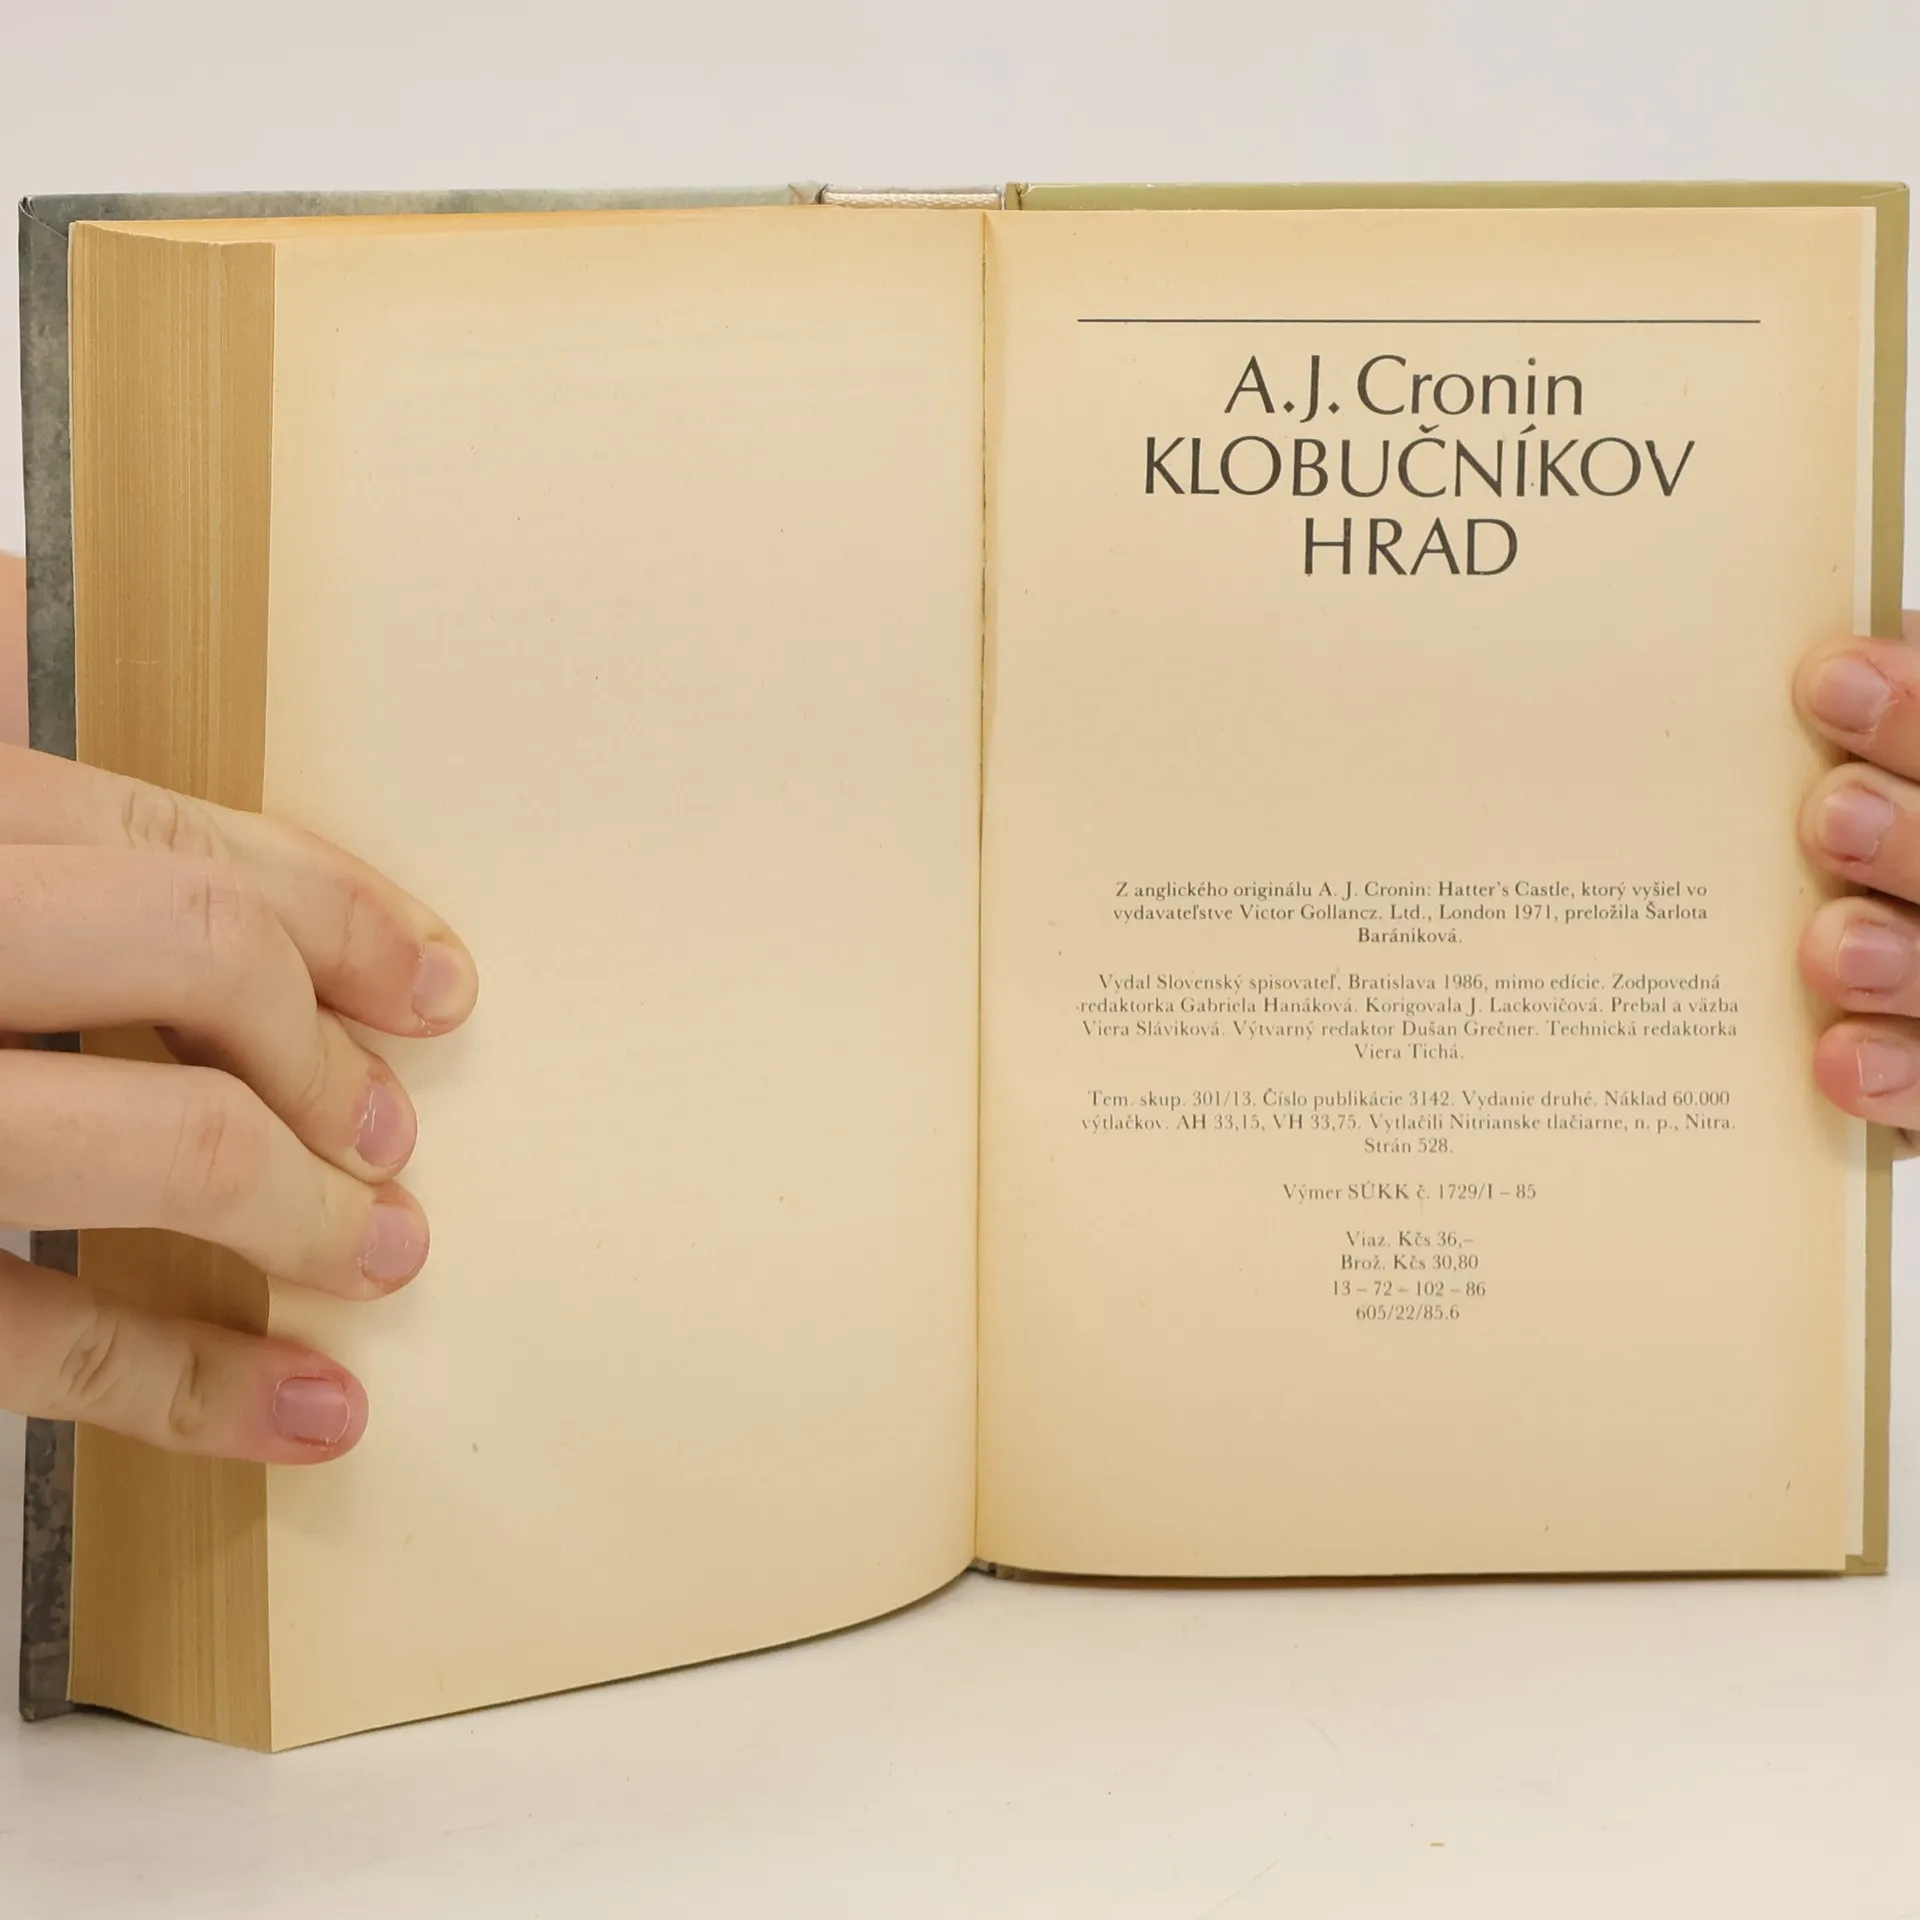 A. J. Cronin
KLOBUČNÍKOV
HRAD
Z anglického originálu A. J. Cronin: Hatter's Castle, ktorý vyšiel vo
vydavateľstve Victor Gollancz. Ltd., London 1971, preložila Šarlota
Barániková.
Vydal Slovenský spisovateľ, Bratislava 1986, mimo edície. Zodpovedná
redaktorka Gabriela Hanáková. Korigovala J. Lackovičová. Prebal a väzba
Viera Sláviková. Výtvarný redaktor Dušan Grečner. Technická redaktorka
Viera Tichá.
Tem. skup. 301/13. Číslo publikácie 3142. Vydanie druhé. Náklad 60.000
výtlačkov. AH 33,15, VH 33,75. Vytlačili Nitrianske tlačiarne, n. p., Nitra.
Strán 528.
Výmer SÚKK č. 1729/I – 85
Viaz. Kčs 36,–
Brož. Kčs 30,80
13 – 72 – 102 – 86
605/22/85.6